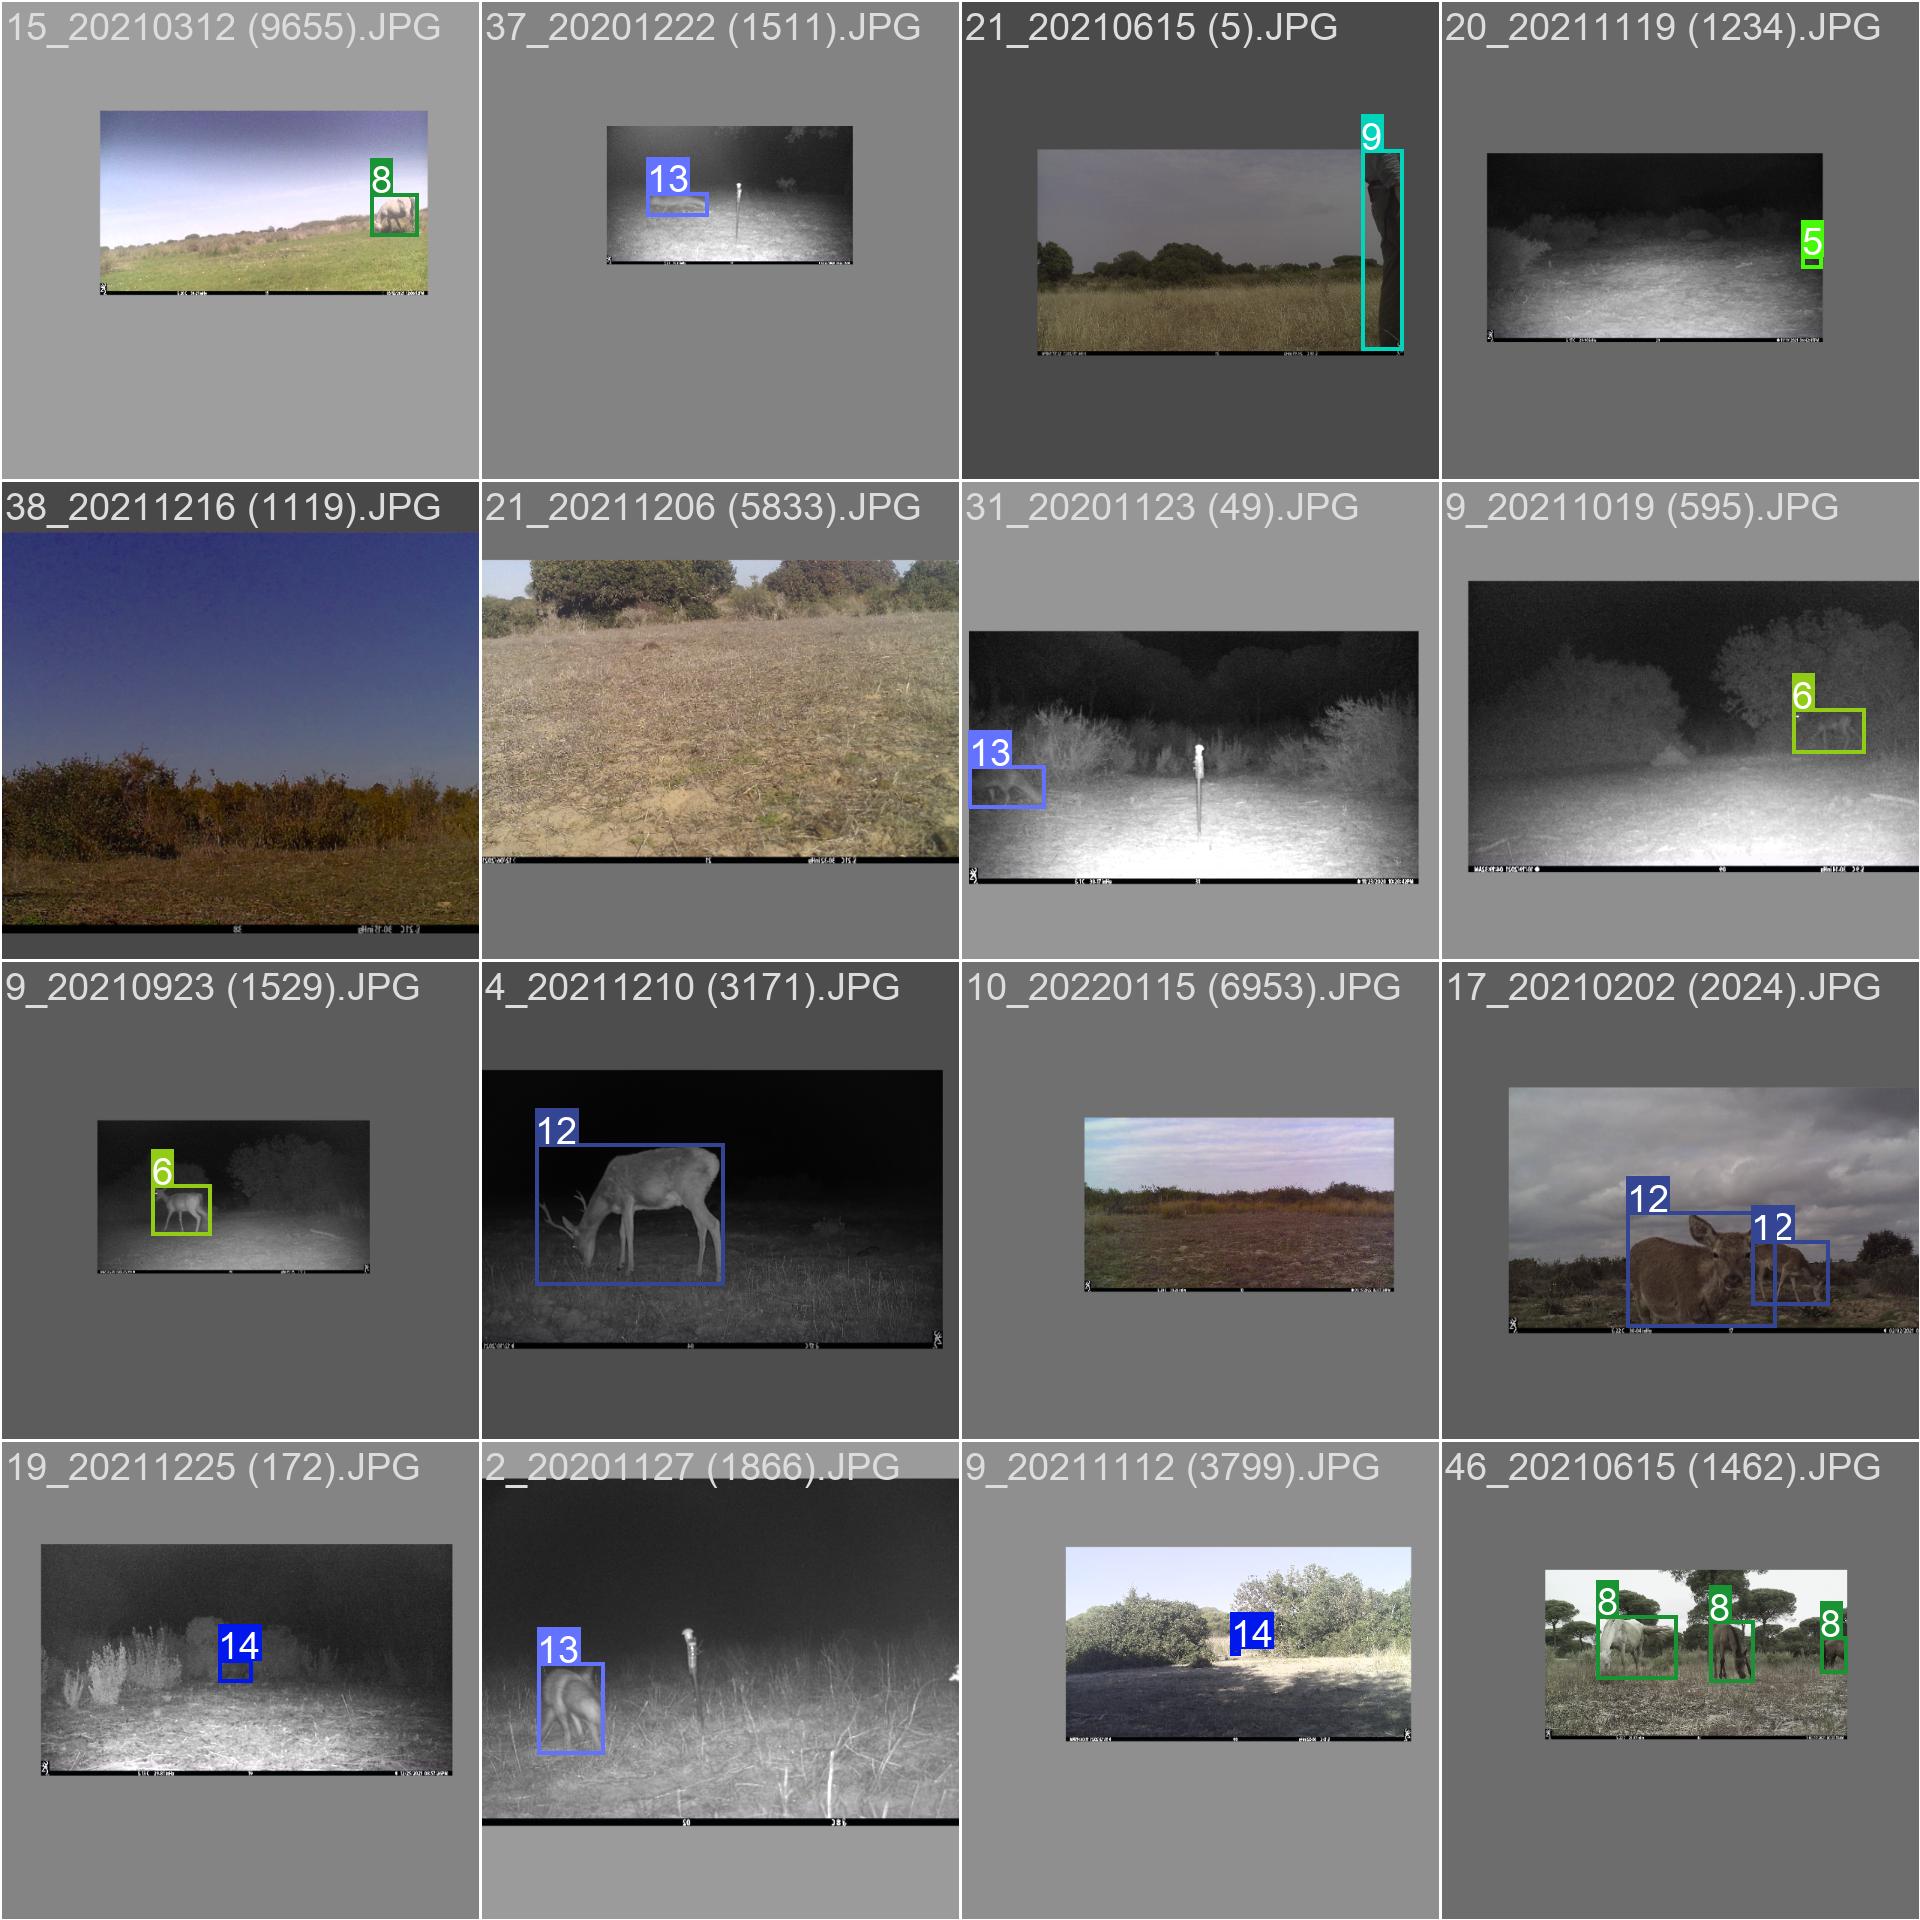 15_20210312 (9655).JPG
37_20201222 (1511).JPG
21_20210615 (5).JPG
20_20211119 (1234).JPG
8
13
9
5
38_20211216 (1119).JPG
21_20211206 (5833).JPG
31_20201123 (49).JPG
9_20211019 (595).JPG
13
6
9_20210923 (1529).JPG
4_20211210 (3171).JPG
10_20220115 (6953).JPG
17_20210202 (2024).JPG
6
12
12
12
19_20211225 (172).JPG
2_20201127 (1866).JPG
9_20211112 (3799).JPG
46_20210615 (1462).JPG
14
13
14
8
8
8